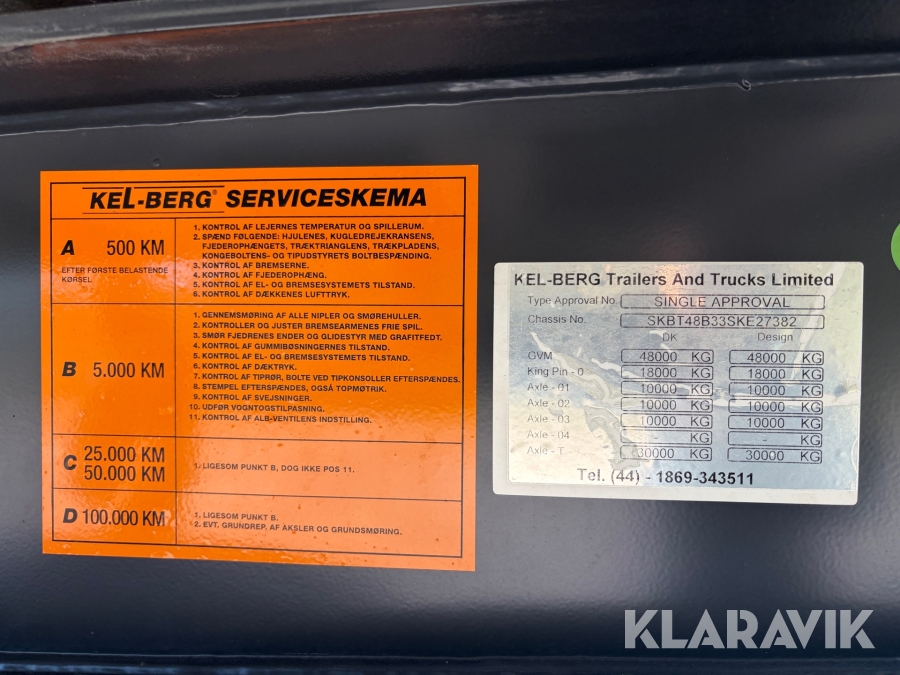 KEL-BERG® SERVICESKEMA
A 500 KM
EFTER FØRSTE BELASTENDE
KØRSEL
1. KONTROL AF LEJERNES TEMPERATUR OG SPILLERUM.
2. SPÆND FØLGENDE: HJULENES, KUGLEDREJEKRANSENS,
FJEDEROPHÆNGETS, TRÆKTRIANGLENS, TRÆKPLADENS,
KONGEBOLTENS- OG TIPUDSTYRETS BOLTBESPÆNDING.
3. KONTROL AF BREMSERNE.
4. KONTROL AF FJEDEROPHÆNG.
5. KONTROL AF EL- OG BREMSESYSTEMETS TILSTAND.
6. KONTROL AF DÆKKENES LUFTTRYK.
B 5.000 KM
1. GENNEMSMØRING AF ALLE NIPLER OG SMØREHULLER.
2. KONTROLLER OG JUSTER BREMSEARMENES FRIE SPIL.
3. SMØR FJEDRENES ENDER OG GLIDESTYR MED GRAFITFEDT.
4. KONTROL AF GUMMIBØSNINGERNES TILSTAND.
5. KONTROL AF EL- OG BREMSESYSTEMETS TILSTAND.
6. KONTROL AF DÆKTRYK.
7. KONTROL AF TIPRØR, BOLTE VED TIPKONSOLLER EFTERSPÆNDES.
8. STEMPEL EFTERSPÆNDES, OGSÅ TOPMØTRIK.
9. KONTROL AF SVEJSNINGER.
10. UDFØR VOGNTOGSTILPASNING.
11. KONTROL AF ALB-VENTILENS INDSTILLING.
C 25.000 KM
50.000 KM
1. LIGESOM PUNKT B, DOG IKKE POS 11.
D 100.000 KM
1. LIGESOM PUNKT B.
2. EVT. GRUNDREP. AF AKSLER OG GRUNDSMØRING.
KEL-BERG Trailers And Trucks Limited
Type Approval No. SINGLE APPROVAL
Chassis No. SKBT48B33SKE27382
DK Design
GVM 48000 KG 48000 KG
King Pin - 0 18000 KG 18000 KG
Axle - 01 10000 KG 10000 KG
Axle - 02 10000 KG 10000 KG
Axle - 03 10000 KG 10000 KG
Axle - 04 KG - KG
Axle - T 30000 KG 30000 KG
Tel. (44) - 1869-343511
KLARAVIK